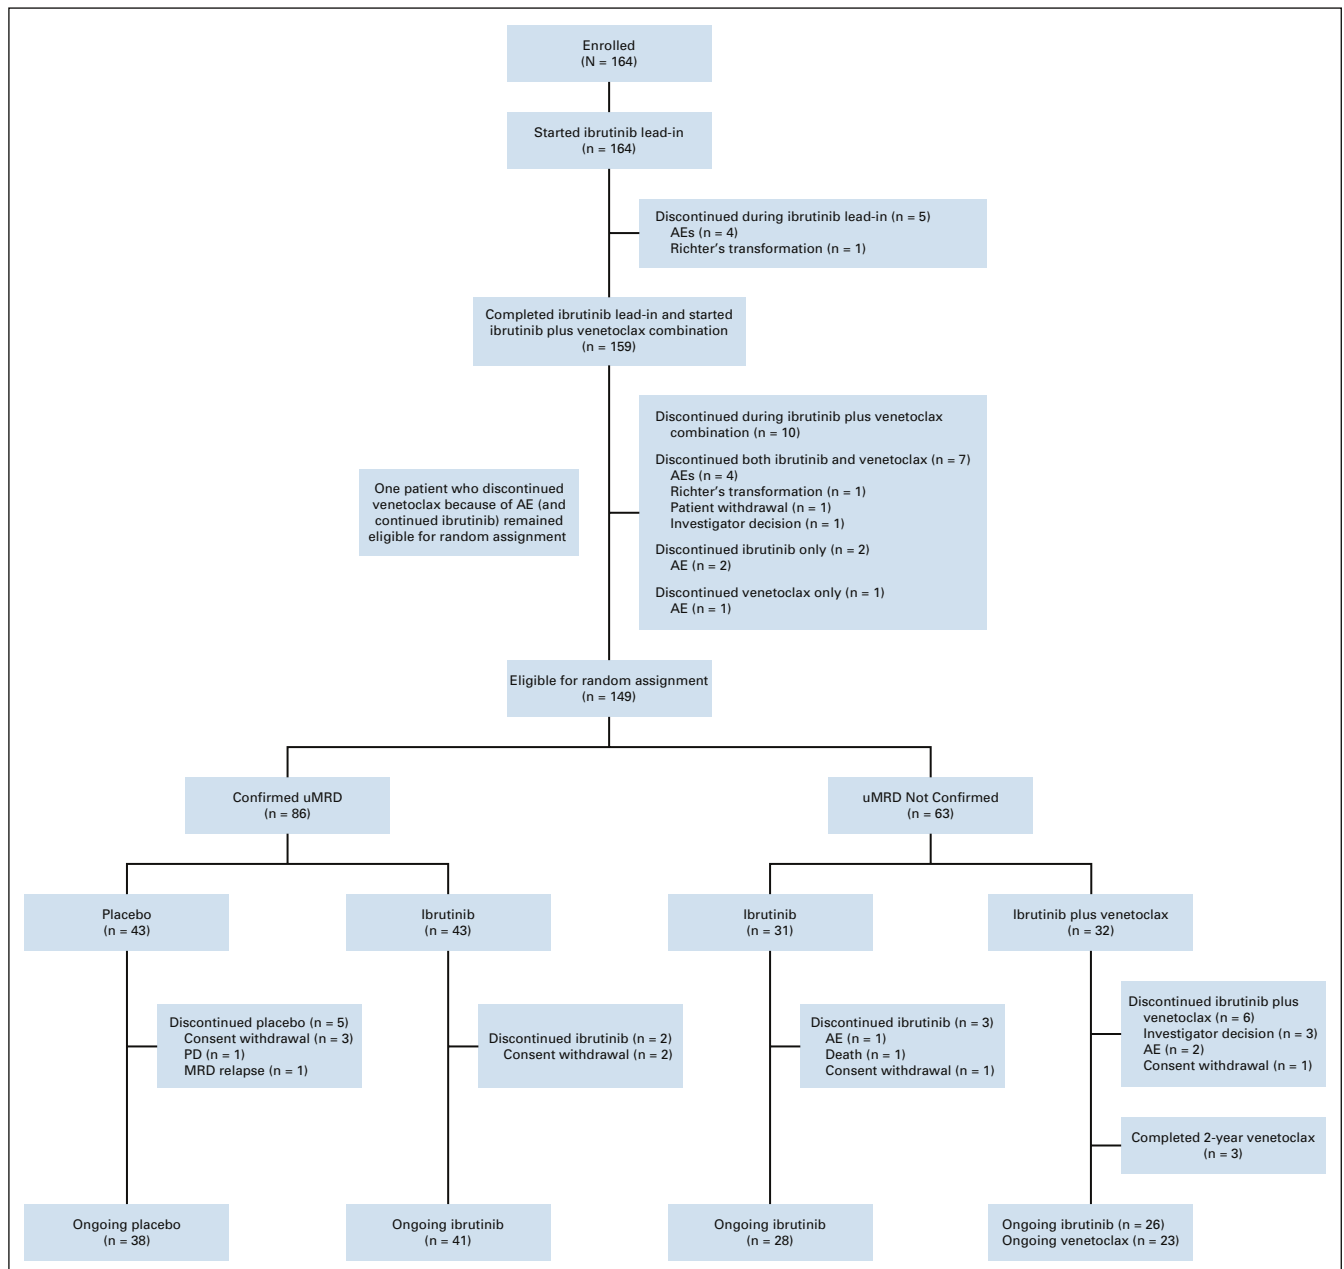 Enrolled
(N = 164)
Started ibrutinib lead-in
(n = 164)
Discontinued during ibrutinib lead-in (n = 5)
AEs (n = 4)
Richter's transformation (n = 1)
Completed ibrutinib lead-in and started
ibrutinib plus venetoclax combination
(n = 159)
Discontinued during ibrutinib plus venetoclax
combination (n = 10)
Discontinued both ibrutinib and venetoclax (n = 7)
AEs (n = 4)
Richter's transformation (n = 1)
Patient withdrawal (n = 1)
Investigator decision (n = 1)
Discontinued ibrutinib only (n = 2)
AE (n = 2)
Discontinued venetoclax only (n = 1)
AE (n = 1)
One patient who discontinued
venetoclax because of AE (and
continued ibrutinib) remained
eligible for random assignment
Eligible for random assignment
(n = 149)
Confirmed uMRD
(n = 86)
uMRD Not Confirmed
(n = 63)
Placebo
(n = 43)
Ibrutinib
(n = 43)
Ibrutinib
(n = 31)
Ibrutinib plus venetoclax
(n = 32)
Discontinued placebo (n = 5)
Consent withdrawal (n = 3)
PD (n = 1)
MRD relapse (n = 1)
Discontinued ibrutinib (n = 2)
Consent withdrawal (n = 2)
Discontinued ibrutinib (n = 3)
AE (n = 1)
Death (n = 1)
Consent withdrawal (n = 1)
Discontinued ibrutinib plus
venetoclax (n = 6)
Investigator decision (n = 3)
AE (n = 2)
Consent withdrawal (n = 1)
Completed 2-year venetoclax
(n = 3)
Ongoing placebo
(n = 38)
Ongoing ibrutinib
(n = 41)
Ongoing ibrutinib
(n = 28)
Ongoing ibrutinib (n = 26)
Ongoing venetoclax (n = 23)